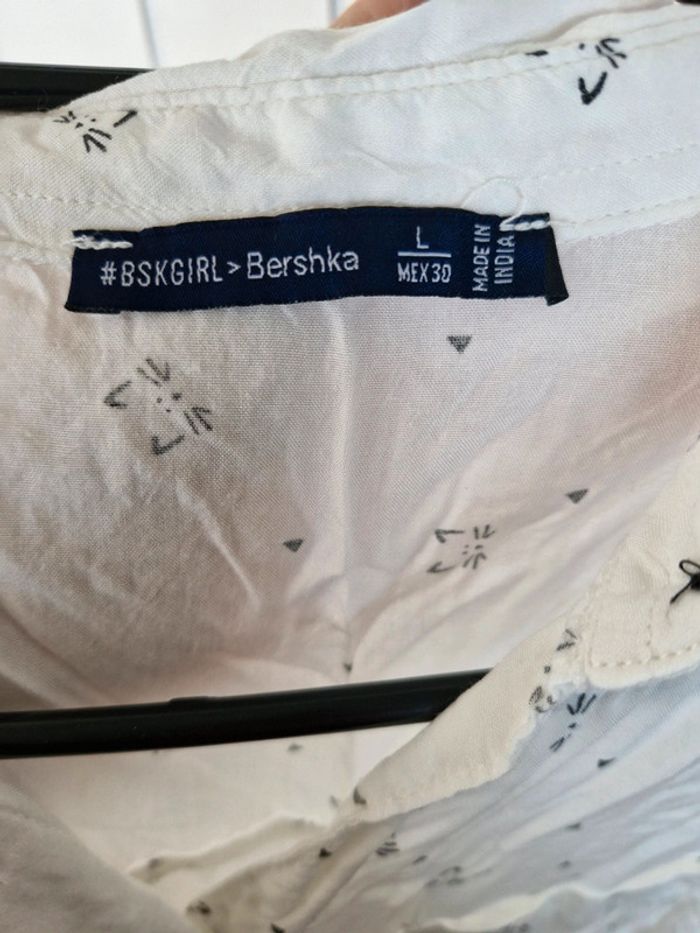 #BSKGIRL > Bershka
L
MEX 30
MADE IN
INDIA